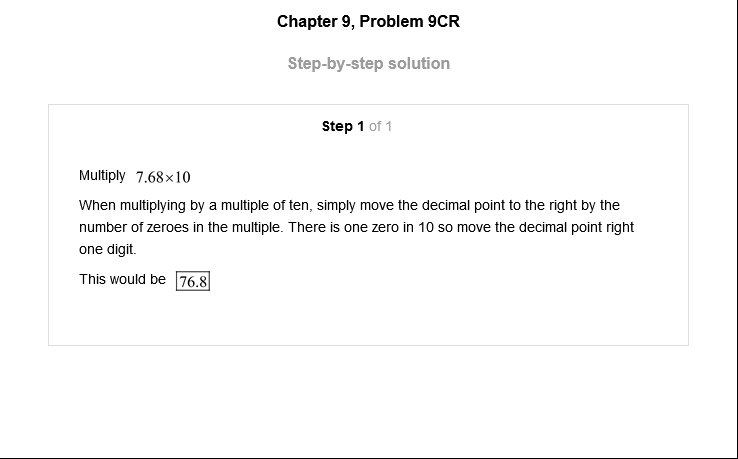 Chapter 9, Problem 9CR
Step-by-step solution
Step 1 of 1
Multiply 7.68×10
When multiplying by a multiple of ten, simply move the decimal point to the right by the
number of zeroes in the multiple. There is one zero in 10 so move the decimal point right
one digit.
This would be 76.8